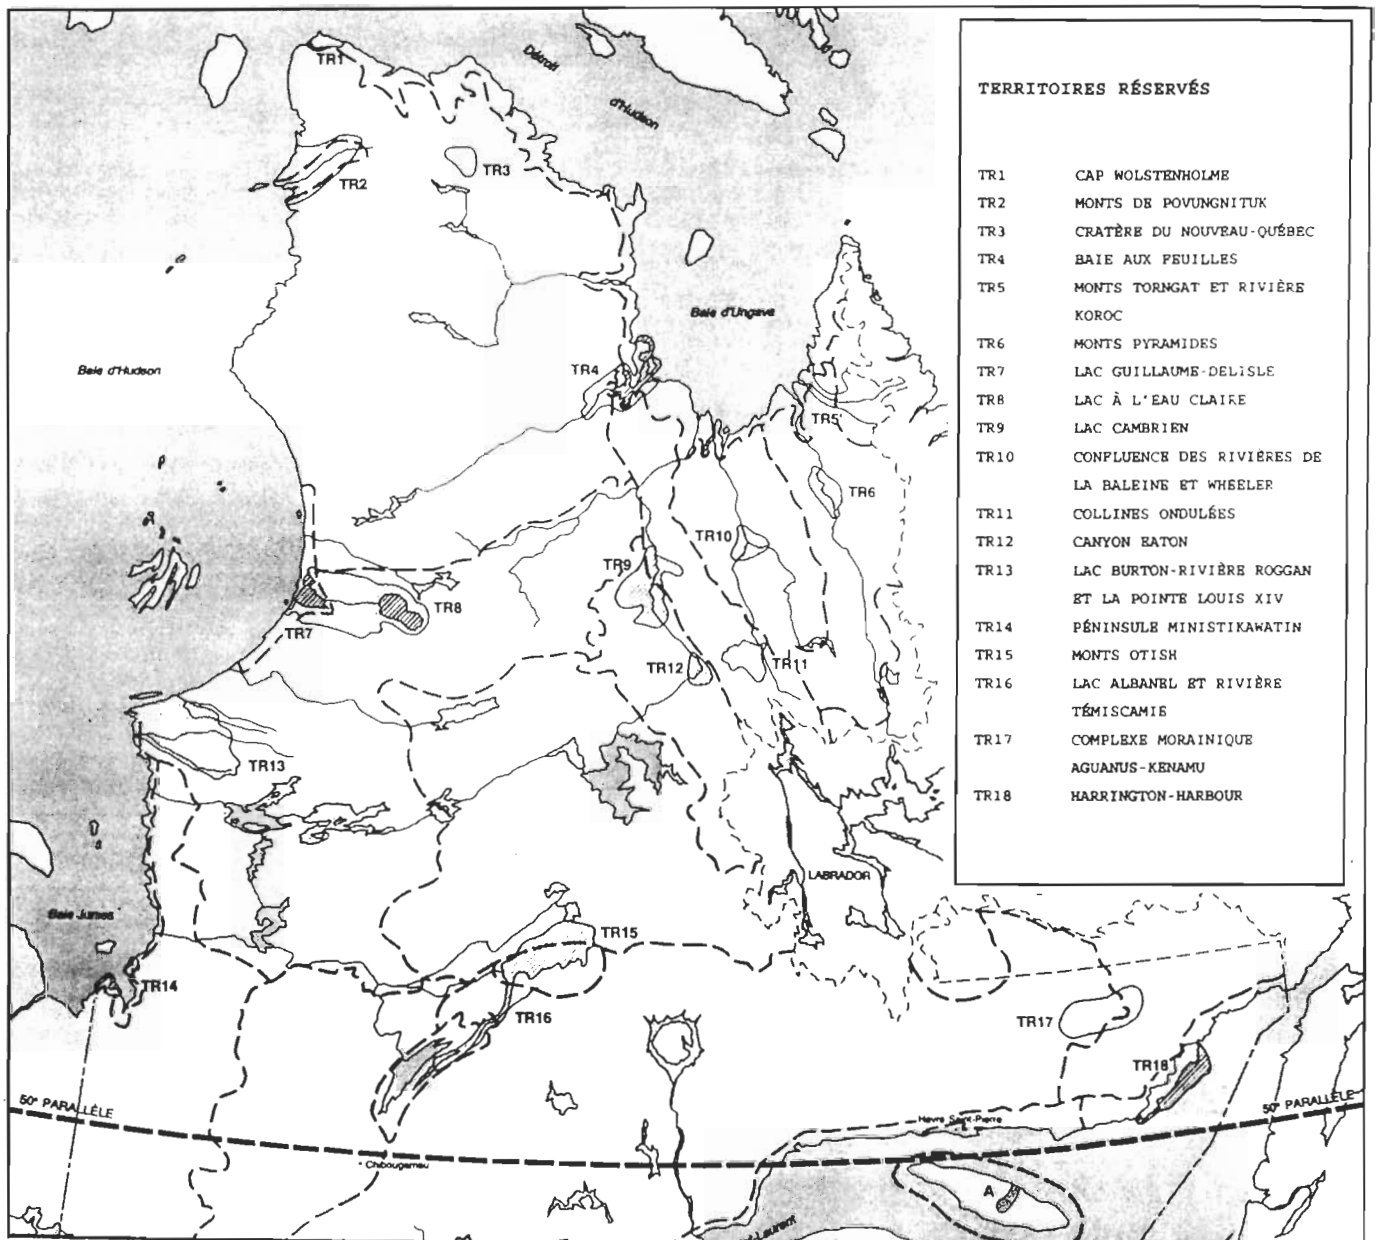 TERRITOIRES RÉSERVÉS
TR1 CAP WOLSTENHOLME
TR2 MONTS DE POVUNGNITUK
TR3 CRATÈRE DU NOUVEAU-QUÉBEC
TR4 BAIE AUX FEUILLES
TR5 MONTS TORNGAT ET RIVIÈRE
KOROC
TR6 MONTS PYRAMIDES
TR7 LAC GUILLAUME-DELISLE
TR8 LAC À L'EAU CLAIRE
TR9 LAC CAMBRIEN
TR10 CONFLUENCE DES RIVIÈRES DE
LA BALEINE ET WHEELER
TR11 COLLINES ONDULÉES
TR12 CANYON EATON
TR13 LAC BURTON-RIVIÈRE ROGGAN
ET LA POINTE LOUIS XIV
TR14 PÉNINSULE MINISTIKAWATIN
TR15 MONTS OTISH
TR16 LAC ALBANEL ET RIVIÈRE
TÉMISCAMIE
TR17 COMPLEXE MORAINIQUE
AGUANUS-KENAMU
TR18 HARRINGTON-HARBOUR
Détroit
d'Hudson
TR1
TR2
TR3
Baie d'Ungava
Baie d'Hudson
TR4
TR5
TR6
TR10
TR9
TR8
TR7
TR12
TR11
TR13
LABRADOR
Baie James
TR15
TR14
TR16
TR17
TR18
50° PARALLÈLE
50° PARALLÈLE
Havre Saint-Pierre
Chibougamau
A
Laurent